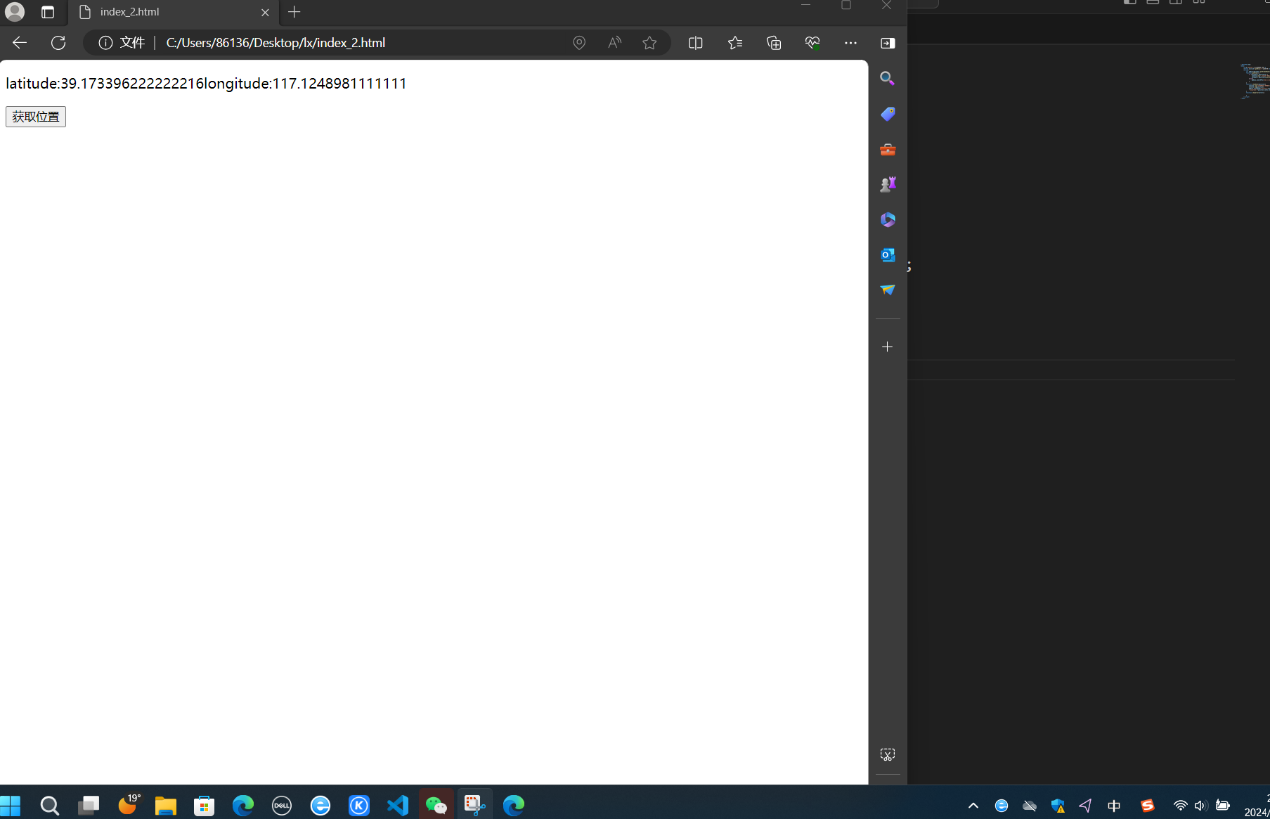 index_2.html
文件 C:/Users/86136/Desktop/lx/index_2.html
latitude:39.173396222222216longitude:117.1248981111111
获取位置
;
19°
DELL
K
中
S
2024/